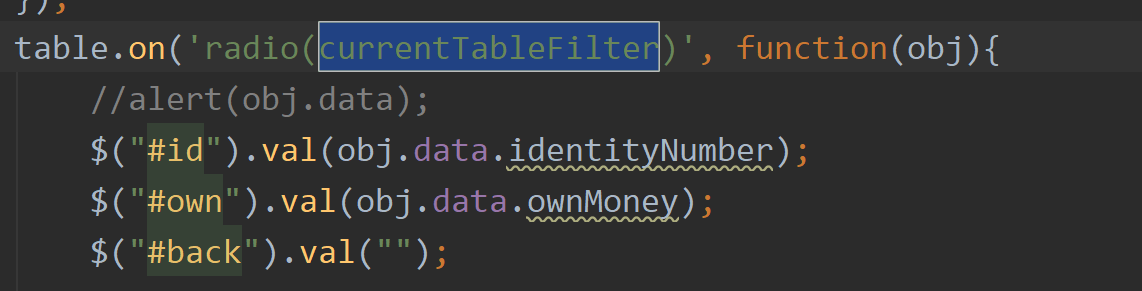 });
table.on('radio(currentTableFilter)', function(obj){
//alert(obj.data);
$("#id").val(obj.data.identityNumber);
$("#own").val(obj.data.ownMoney);
$("#back").val("");